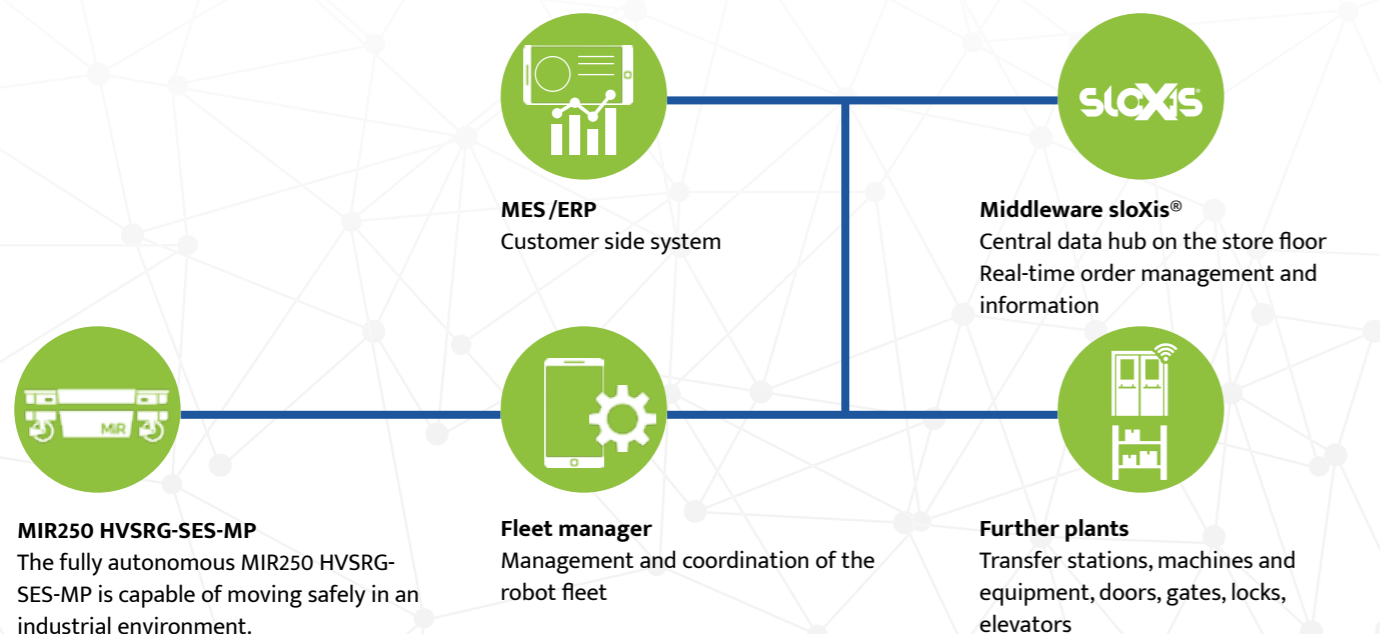 sloXis®
MES/ERP
Customer side system
Middleware sloXis®
Central data hub on the store floor
Real-time order management and
information
MiR
MIR250 HVSRG-SES-MP
The fully autonomous MIR250 HVSRG-
SES-MP is capable of moving safely in an
industrial environment.
Fleet manager
Management and coordination of the
robot fleet
Further plants
Transfer stations, machines and
equipment, doors, gates, locks,
elevators